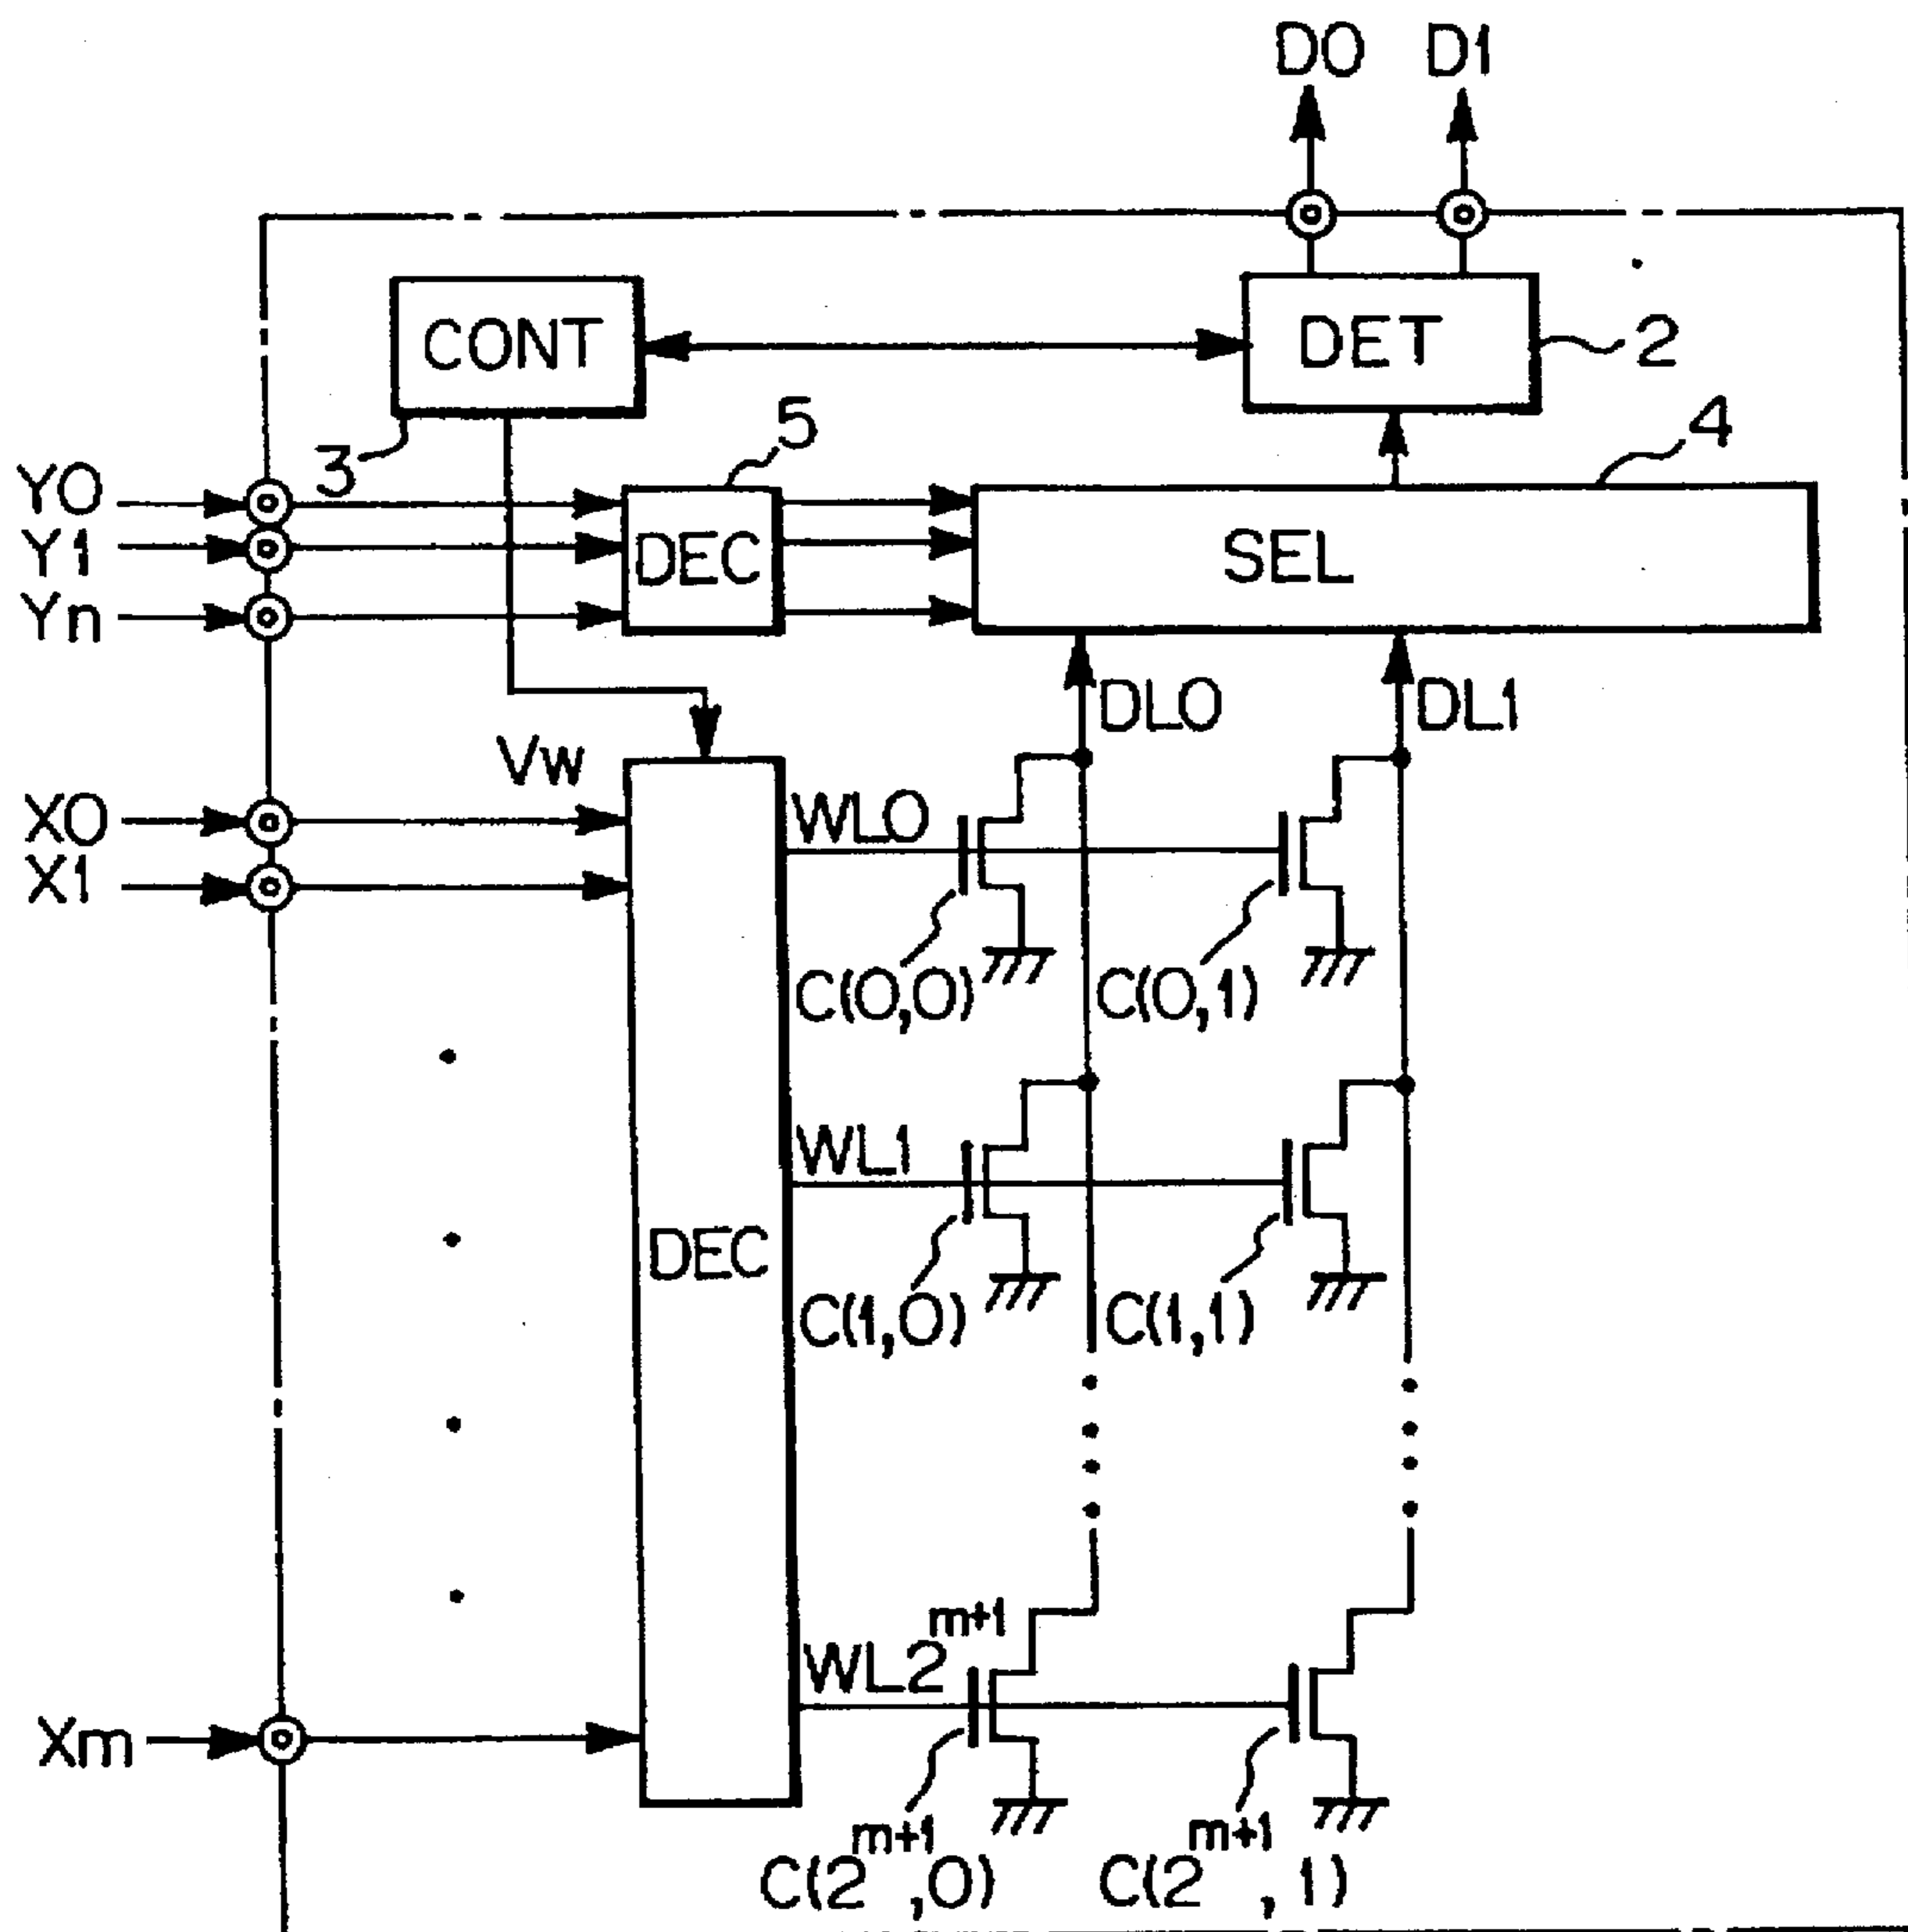 D0 D1
CONT
DET
2
3
5
4
Y0
Y1
Yn
DEC
SEL
DL0
DL1
Vw
X0
X1
WL0
C(0,0)
C(0,1)
WL1
DEC
C(1,0)
C(1,1)
WL2^m+1
Xm
C(2^m+1,0)
C(2^m+1,1)